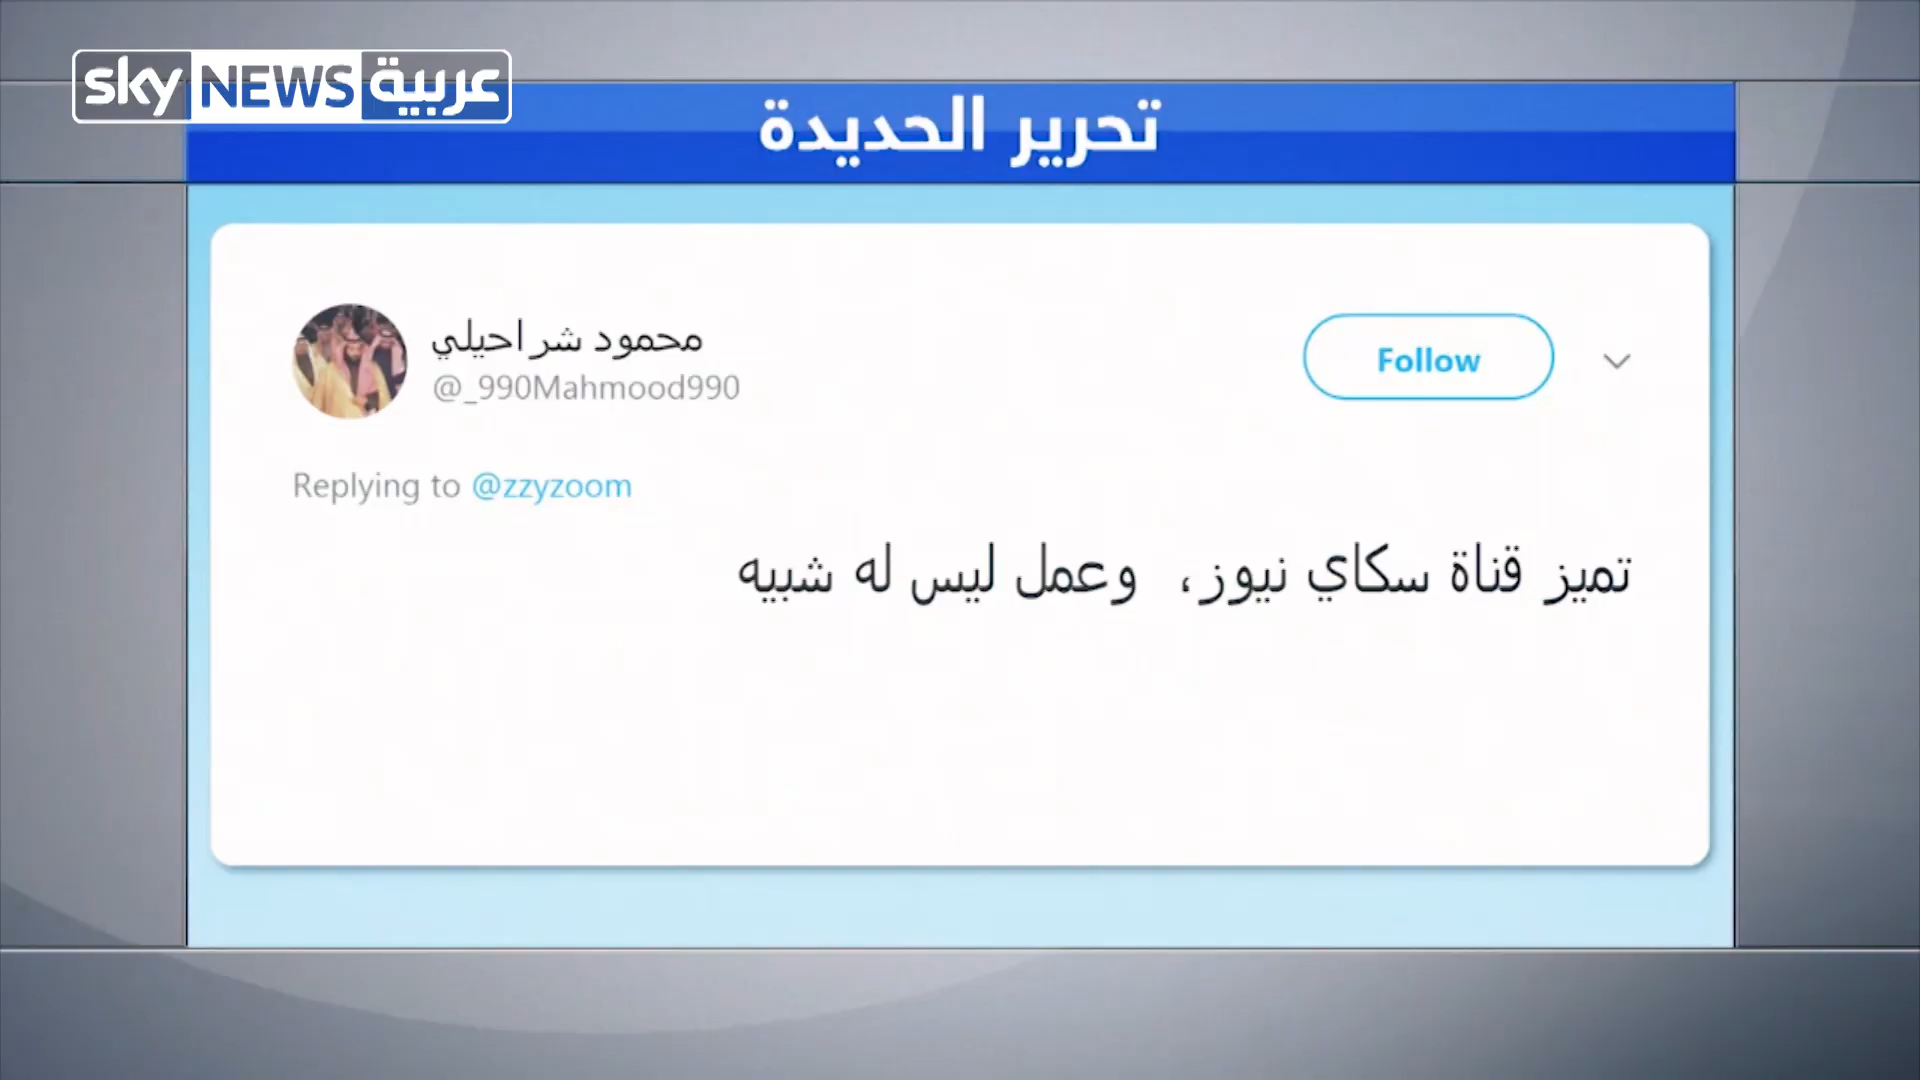 sky NEWS عربية
تحرير الحديدة
محمود شراحيلي
@_990Mahmood990
Follow
Replying to @zzyzoom
تميز قناة سكاي نيوز، وعمل ليس له شبيه